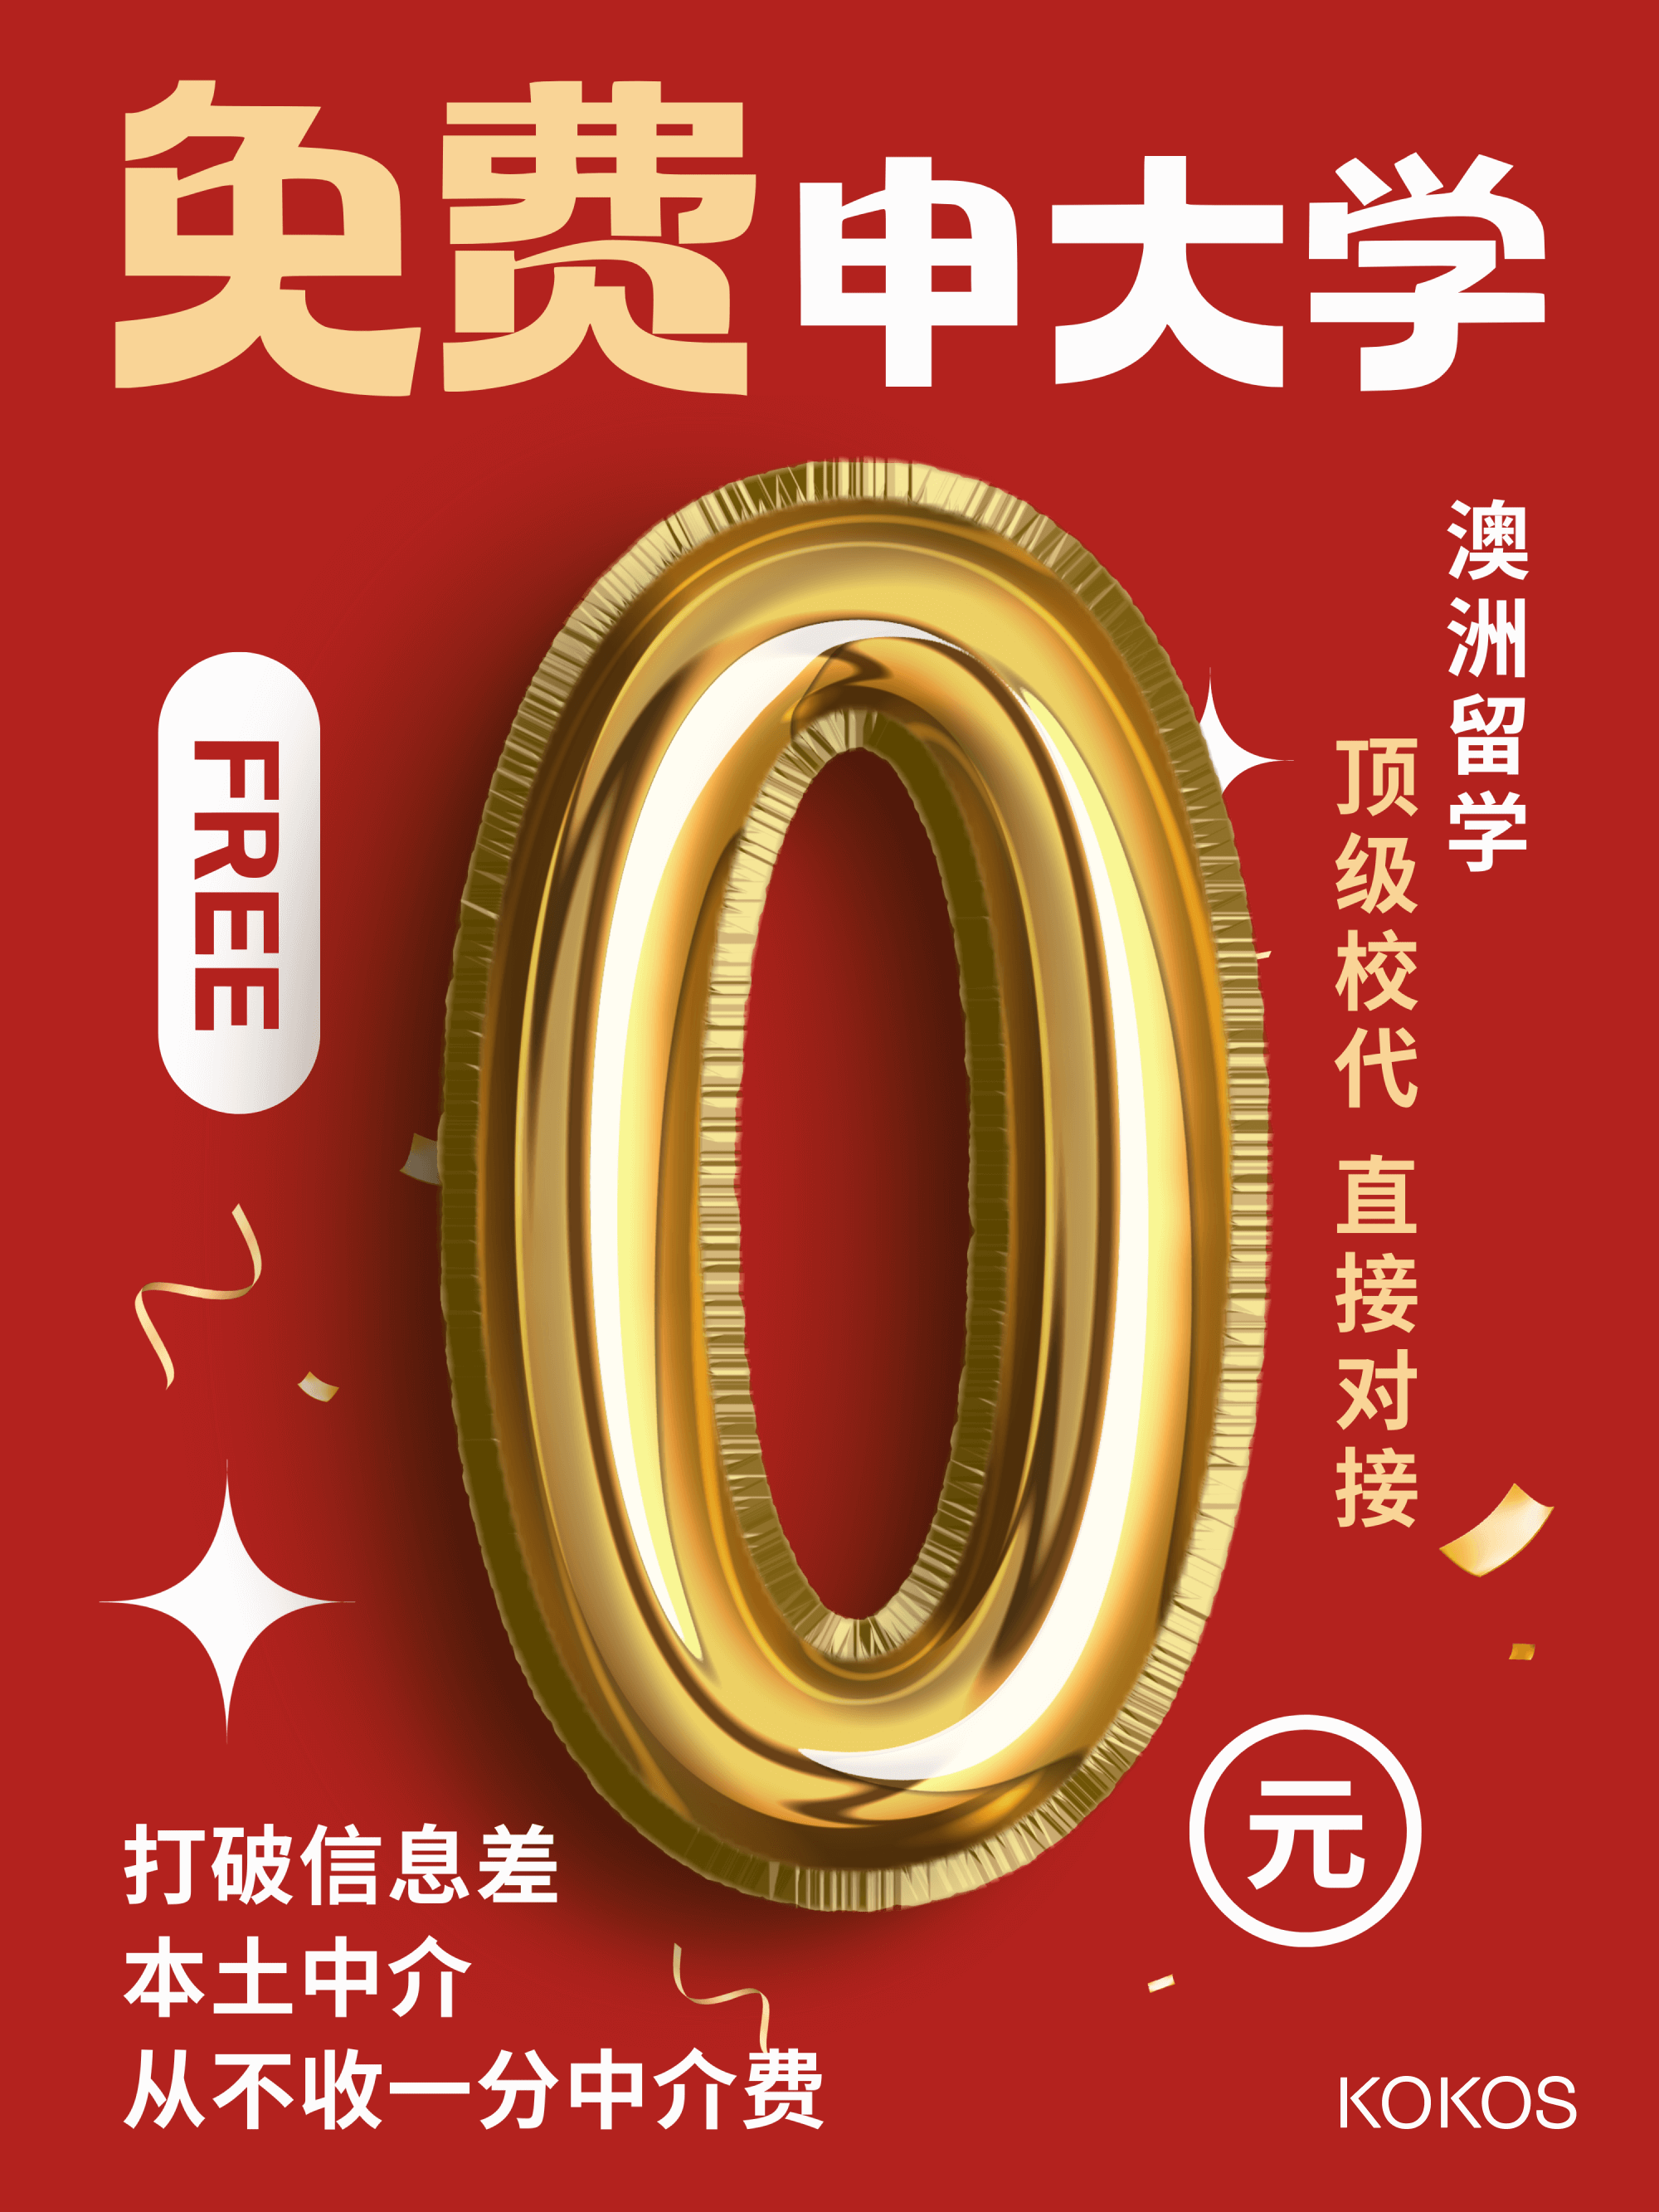 免费申大学
澳洲留学
顶级校代 直接对接
FREE
0
元
打破信息差
本土中介
从不收一分中介费
KOKOS